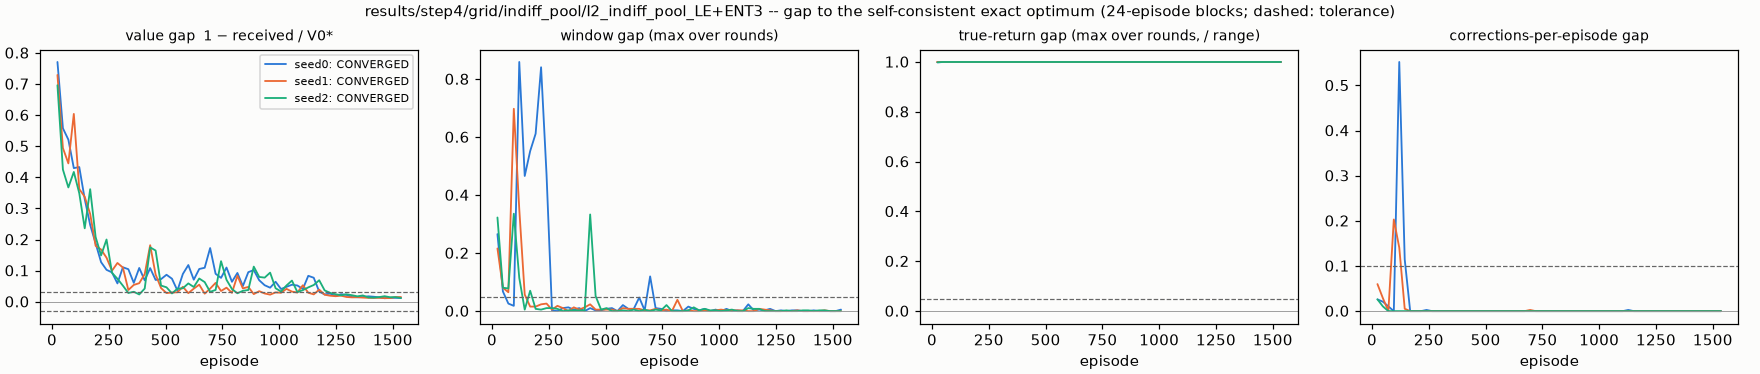 results/step4/grid/indiff_pool/l2_indiff_pool_LE+ENT3 -- gap to the self-consistent exact optimum (24-episode blocks; dashed: tolerance)
value gap 1 − received / V0*
0.8
0.7
0.6
0.5
0.4
0.3
0.2
0.1
0.0
seed0: CONVERGED
seed1: CONVERGED
seed2: CONVERGED
0 250 500 750 1000 1250 1500
episode
window gap (max over rounds)
0.8
0.6
0.4
0.2
0.0
0 250 500 750 1000 1250 1500
episode
true-return gap (max over rounds, / range)
1.0
0.8
0.6
0.4
0.2
0.0
0 250 500 750 1000 1250 1500
episode
corrections-per-episode gap
0.5
0.4
0.3
0.2
0.1
0.0
0 250 500 750 1000 1250 1500
episode